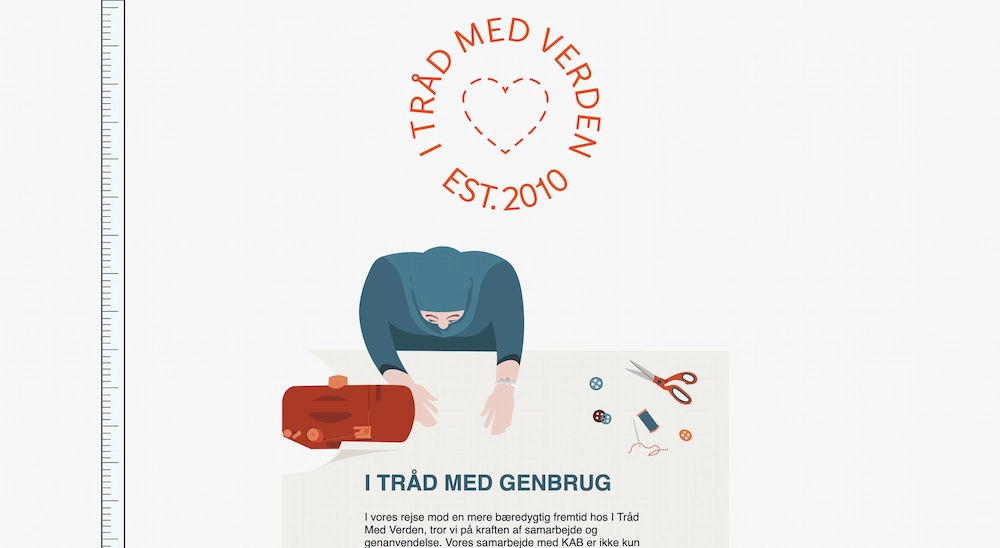 I TRÅD MED VERDEN
EST. 2010
I TRÅD MED GENBRUG
I vores rejse mod en mere bæredygtig fremtid hos I Tråd
Med Verden, tror vi på kraften af samarbejde og
genanvendelse. Vores samarbejde med KAB er ikke kun